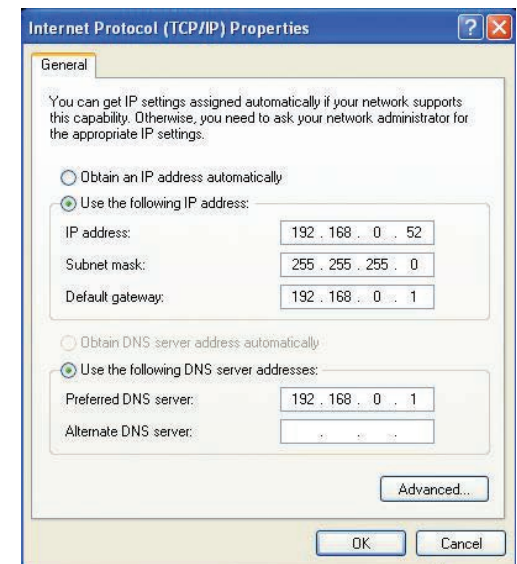 Internet Protocol (TCP/IP) Properties
General
You can get IP settings assigned automatically if your network supports
this capability. Otherwise, you need to ask your network administrator for
the appropriate IP settings.
Obtain an IP address automatically
Use the following IP address:
IP address: 192 . 168 . 0 . 52
Subnet mask: 255 . 255 . 255 . 0
Default gateway: 192 . 168 . 0 . 1
Obtain DNS server address automatically
Use the following DNS server addresses:
Preferred DNS server: 192 . 168 . 0 . 1
Alternate DNS server: . . .
Advanced...
OK Cancel